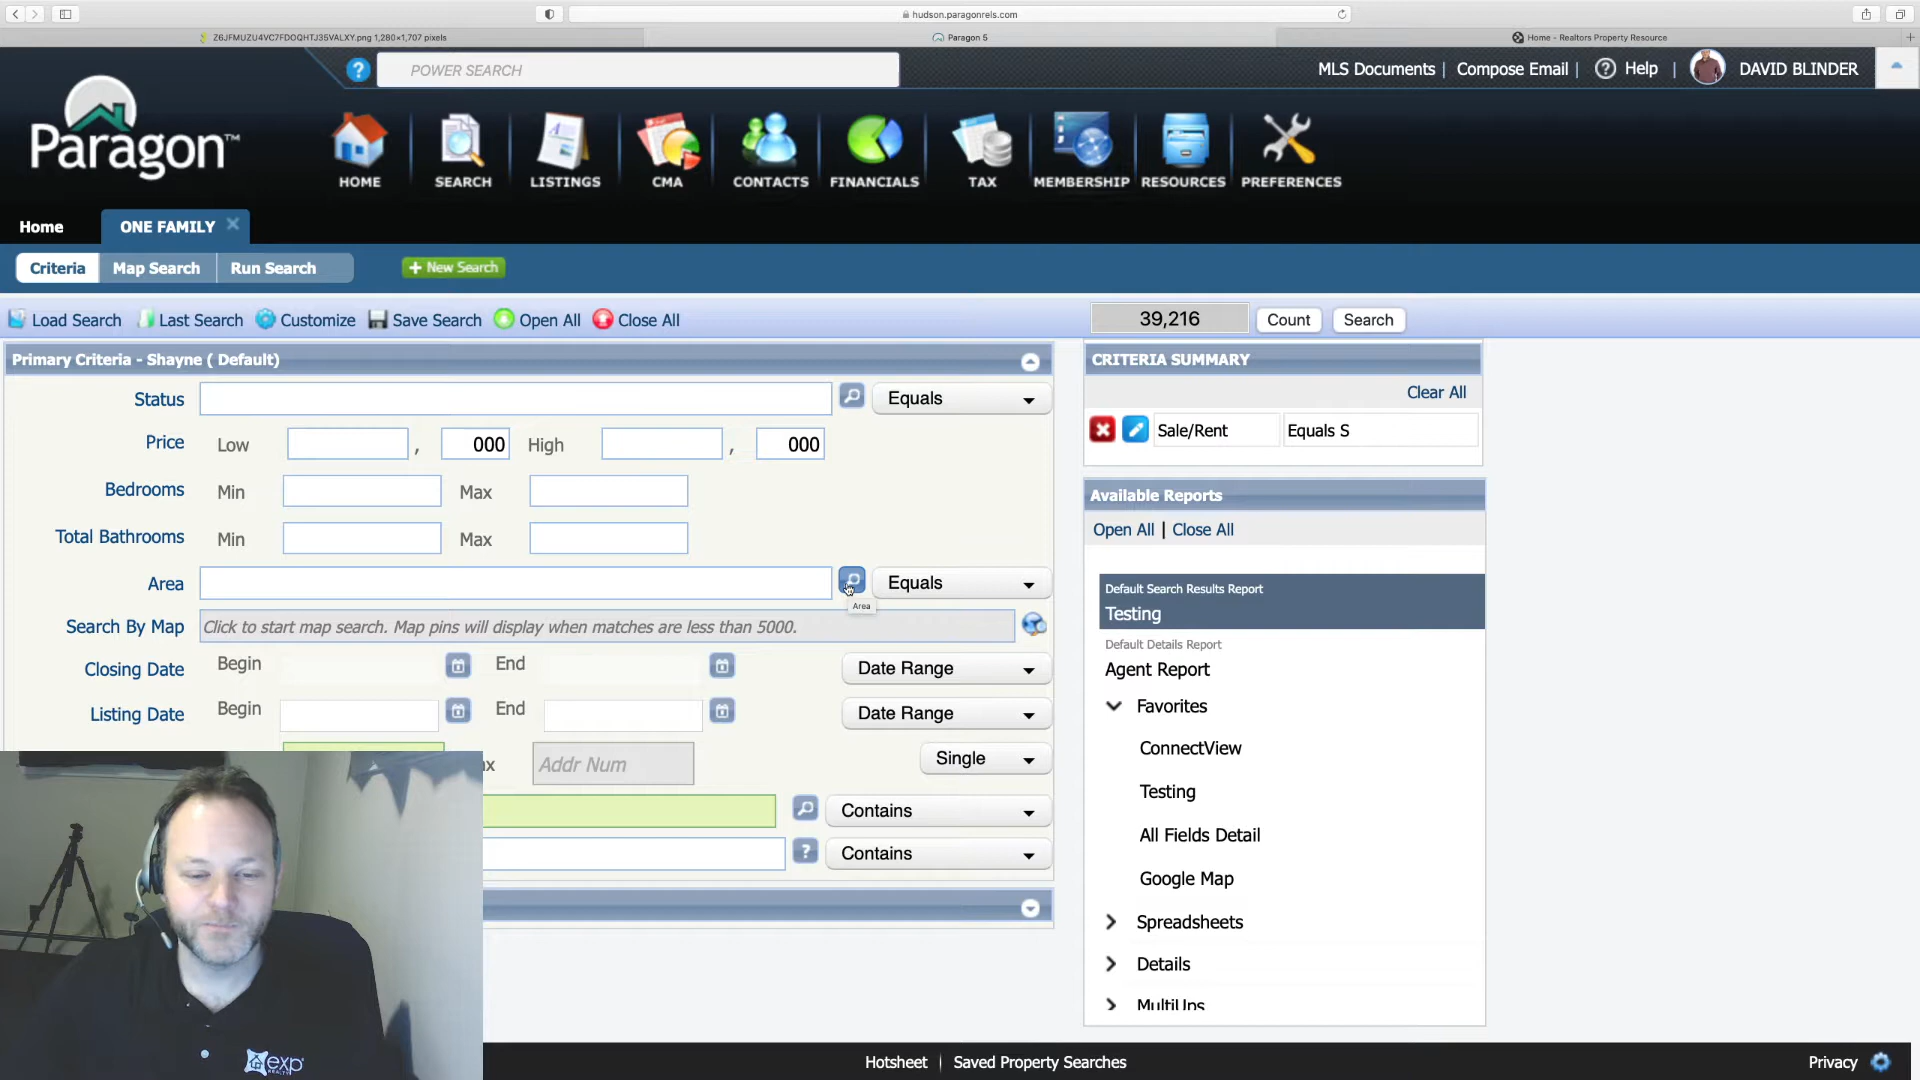 hudson.paragonrels.com
Z6JFMUZU4VC7FDOQHTJ35VALXY.png 1,280×1,707 pixels
Paragon 5
Home - Realtors Property Resource
? POWER SEARCH
MLS Documents | Compose Email | ? Help | DAVID BLINDER
Paragon™
HOME SEARCH LISTINGS CMA CONTACTS FINANCIALS TAX MEMBERSHIP RESOURCES PREFERENCES
Home ONE FAMILY
Criteria Map Search Run Search + New Search
Load Search Last Search Customize Save Search Open All Close All 39,216 Count Search
Primary Criteria - Shayne ( Default)
Status Equals
Price Low , 000 High , 000
Bedrooms Min Max
Total Bathrooms Min Max
Area Equals
Area
Search By Map Click to start map search. Map pins will display when matches are less than 5000.
Closing Date Begin End Date Range
Listing Date Begin End Date Range
x Addr Num Single
Contains
? Contains
CRITERIA SUMMARY
Clear All
Sale/Rent Equals S
Available Reports
Open All | Close All
Default Search Results Report
Testing
Default Details Report
Agent Report
Favorites
ConnectView
Testing
All Fields Detail
Google Map
Spreadsheets
Details
MultiUps
exp
REALTY
Hotsheet | Saved Property Searches
Privacy